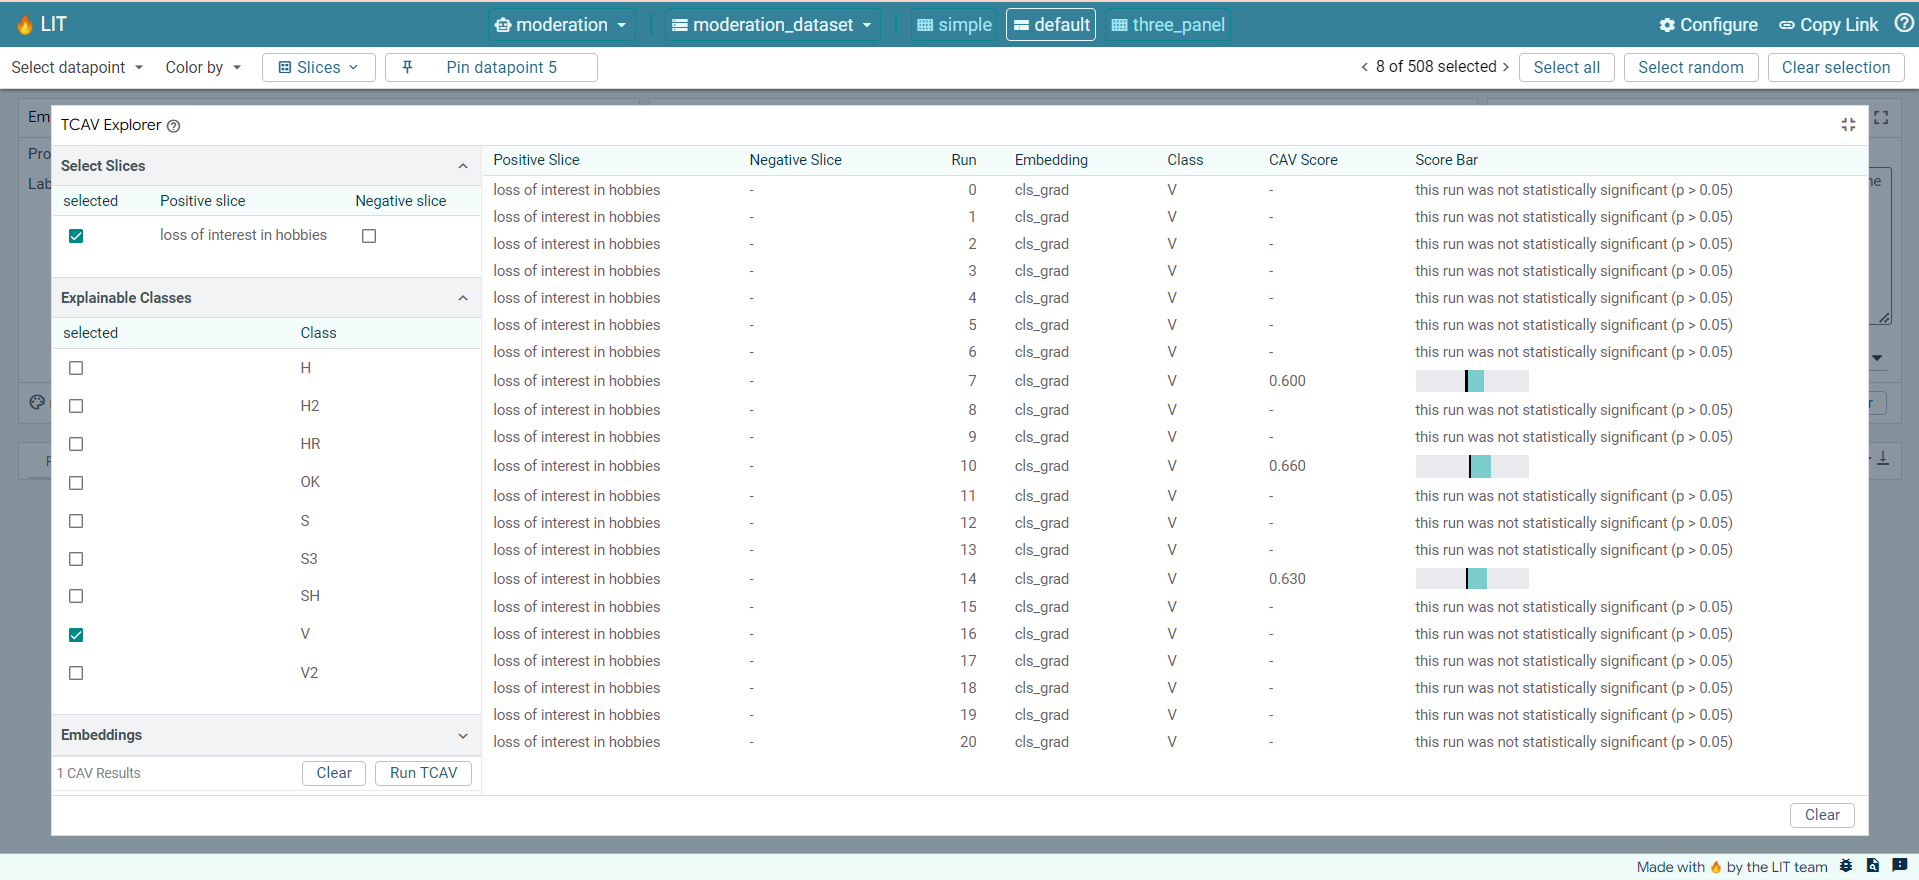 LIT moderation moderation_dataset simple default three_panel Configure Copy Link
Select datapoint Color by Slices Pin datapoint 5 8 of 508 selected Select all Select random Clear selection
TCAV Explorer
Em
Pro
Lab
Select Slices
selected Positive slice Negative slice
loss of interest in hobbies
Explainable Classes
selected Class
H
H2
HR
OK
S
S3
SH
V
V2
Embeddings
1 CAV Results Clear Run TCAV
Positive Slice Negative Slice Run Embedding Class CAV Score Score Bar
loss of interest in hobbies - 0 cls_grad V - this run was not statistically significant (p > 0.05)
loss of interest in hobbies - 1 cls_grad V - this run was not statistically significant (p > 0.05)
loss of interest in hobbies - 2 cls_grad V - this run was not statistically significant (p > 0.05)
loss of interest in hobbies - 3 cls_grad V - this run was not statistically significant (p > 0.05)
loss of interest in hobbies - 4 cls_grad V - this run was not statistically significant (p > 0.05)
loss of interest in hobbies - 5 cls_grad V - this run was not statistically significant (p > 0.05)
loss of interest in hobbies - 6 cls_grad V - this run was not statistically significant (p > 0.05)
loss of interest in hobbies - 7 cls_grad V 0.600
loss of interest in hobbies - 8 cls_grad V - this run was not statistically significant (p > 0.05)
loss of interest in hobbies - 9 cls_grad V - this run was not statistically significant (p > 0.05)
loss of interest in hobbies - 10 cls_grad V 0.660
loss of interest in hobbies - 11 cls_grad V - this run was not statistically significant (p > 0.05)
loss of interest in hobbies - 12 cls_grad V - this run was not statistically significant (p > 0.05)
loss of interest in hobbies - 13 cls_grad V - this run was not statistically significant (p > 0.05)
loss of interest in hobbies - 14 cls_grad V 0.630
loss of interest in hobbies - 15 cls_grad V - this run was not statistically significant (p > 0.05)
loss of interest in hobbies - 16 cls_grad V - this run was not statistically significant (p > 0.05)
loss of interest in hobbies - 17 cls_grad V - this run was not statistically significant (p > 0.05)
loss of interest in hobbies - 18 cls_grad V - this run was not statistically significant (p > 0.05)
loss of interest in hobbies - 19 cls_grad V - this run was not statistically significant (p > 0.05)
loss of interest in hobbies - 20 cls_grad V - this run was not statistically significant (p > 0.05)
Clear
Made with 🔥 by the LIT team